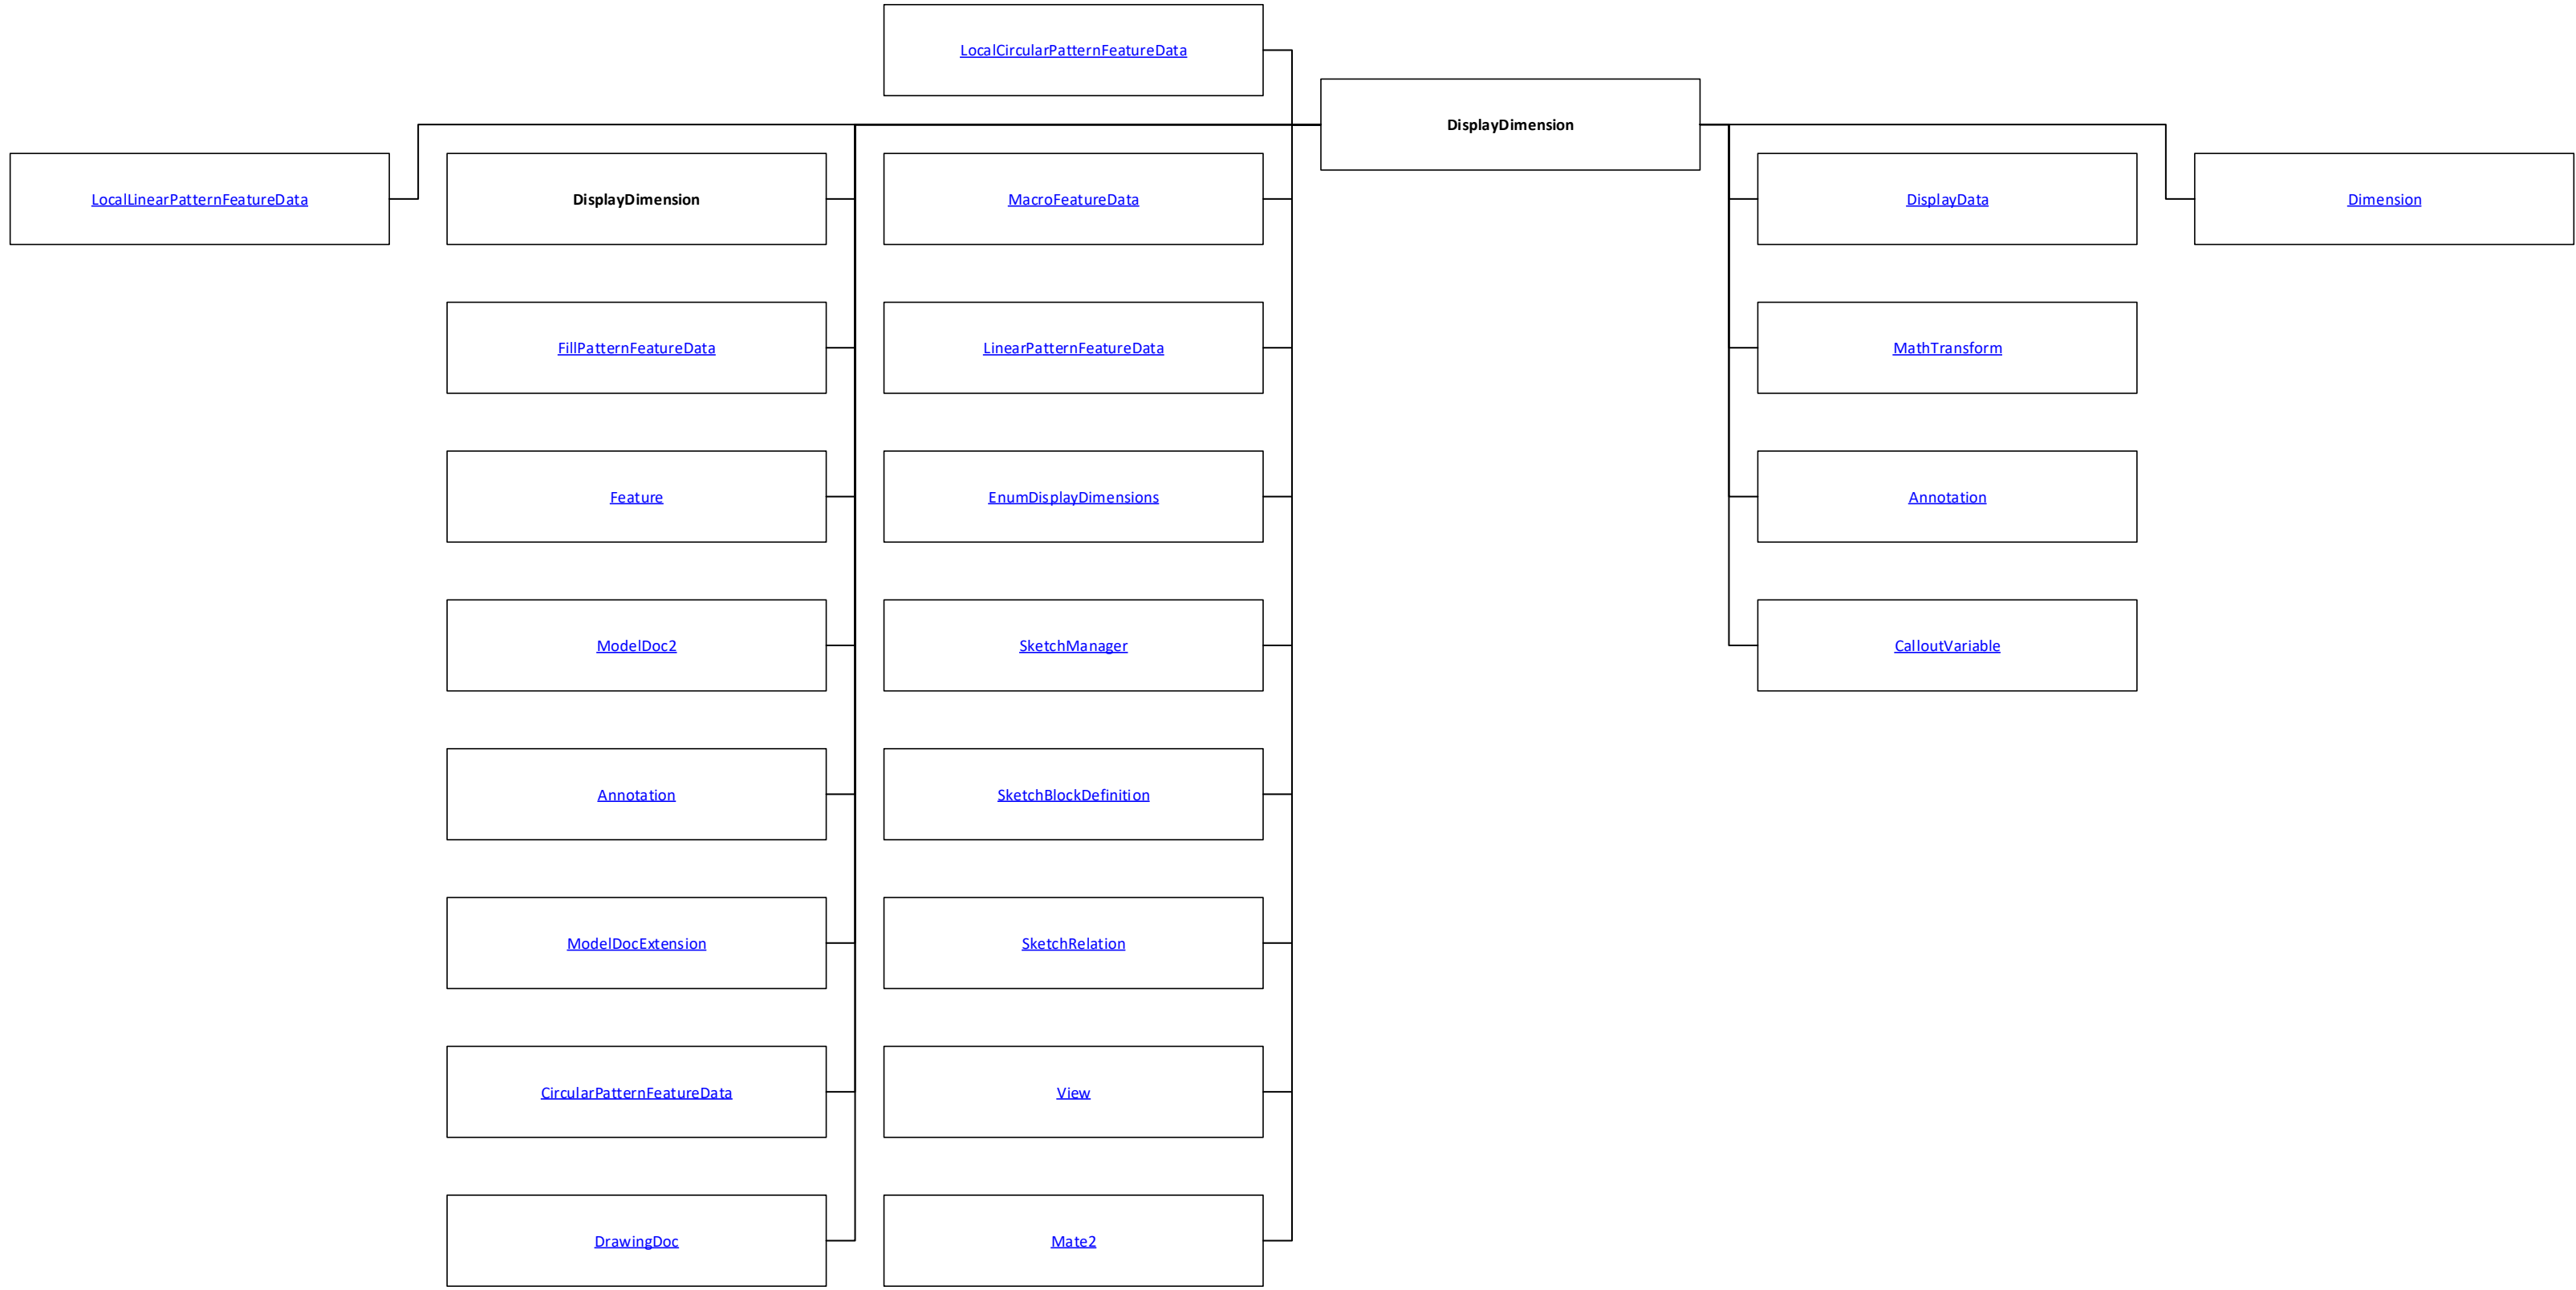 LocalCircularPatternFeatureData
DisplayDimension
LocalLinearPatternFeatureData
DisplayDimension
MacroFeatureData
DisplayData
Dimension
FillPatternFeatureData
LinearPatternFeatureData
MathTransform
Feature
EnumDisplayDimensions
Annotation
ModelDoc2
SketchManager
CalloutVariable
Annotation
SketchBlockDefinition
ModelDocExtension
SketchRelation
CircularPatternFeatureData
View
DrawingDoc
Mate2